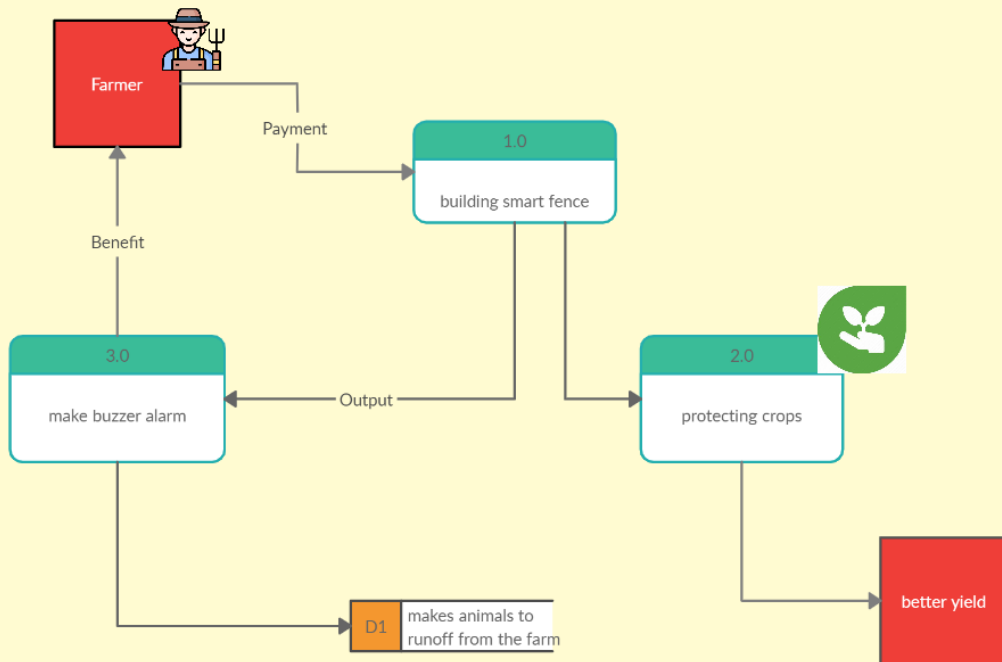 Farmer
Payment
1.0
building smart fence
Benefit
3.0
make buzzer alarm
Output
2.0
protecting crops
D1
makes animals to
runoff from the farm
better yield